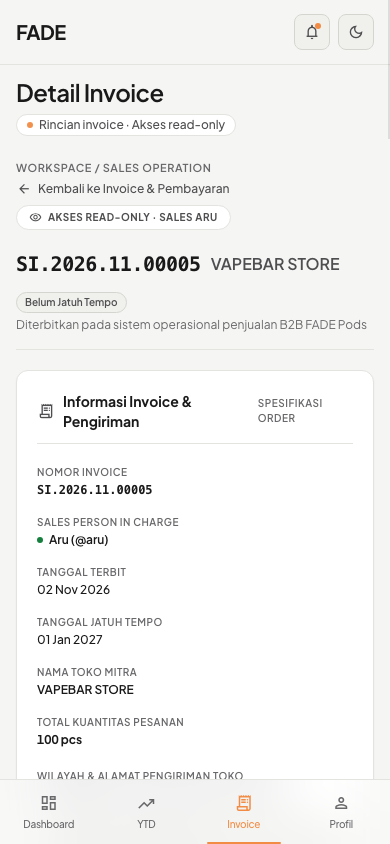 FADE
Detail Invoice
Rincian invoice · Akses read-only
WORKSPACE / SALES OPERATION
Kembali ke Invoice & Pembayaran
AKSES READ-ONLY · SALES ARU
SI.2026.11.00005 VAPEBAR STORE
Belum Jatuh Tempo
Diterbitkan pada sistem operasional penjualan B2B FADE Pods
Informasi Invoice &
Pengiriman
SPESIFIKASI
ORDER
NOMOR INVOICE
SI.2026.11.00005
SALES PERSON IN CHARGE
Aru (@aru)
TANGGAL TERBIT
02 Nov 2026
TANGGAL JATUH TEMPO
01 Jan 2027
NAMA TOKO MITRA
VAPEBAR STORE
TOTAL KUANTITAS PESANAN
100 pcs
WILAYAH & ALAMAT PENGIRIMAN TOKO
Dashboard
YTD
Invoice
Profil